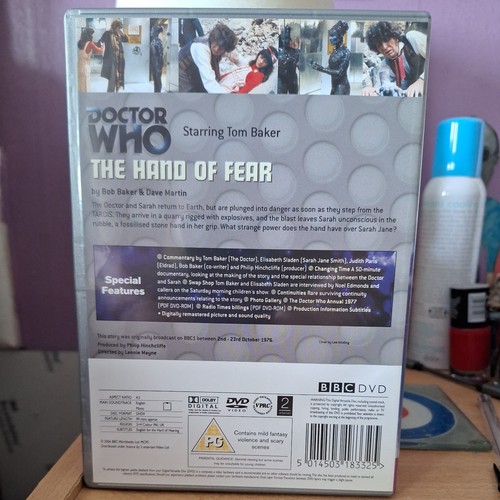 DOCTOR
WHO
Starring Tom Baker
THE HAND OF FEAR
by Bob Baker & Dave Martin
The Doctor and Sarah return to Earth, but are plunged into danger as soon as they step from the
TARDIS. They arrive in a quarry rigged with explosives, and the blast leaves Sarah unconscious in the
rubble, a fossilised stone hand in her grip. What strange power does the hand have over Sarah Jane?
Special
Features
Commentary by Tom Baker [The Doctor], Elisabeth Sladen [Sarah Jane Smith], Judith Paris
[Eldrad], Bob Baker [co-writer] and Philip Hinchcliffe [producer] Changing Time A 50-minute
documentary, looking at the making of the story and the special relationship between the Doctor
and Sarah Swap Shop Tom Baker and Elisabeth Sladen are interviewed by Noel Edmonds and
callers on the Saturday morning children's show. Continuities Rare surviving continuity
announcements relating to the story Photo Gallery The Doctor Who Annual 1977
[PDF DVD-ROM] Radio Times billings [PDF DVD-ROM] Production Information Subtitles
• Digitally remastered picture and sound quality
This story was originally broadcast on BBC1 between 2nd - 23rd October 1976
Produced by Philip Hinchcliffe
Directed by Lennie Mayne
BBC DVD
ASPECT RATIO
DOLBY
DIGITAL
DVD
VIDEO
VPRC
2
PG
Contains mild fantasy
violence and scary
scenes
5 014503 183325